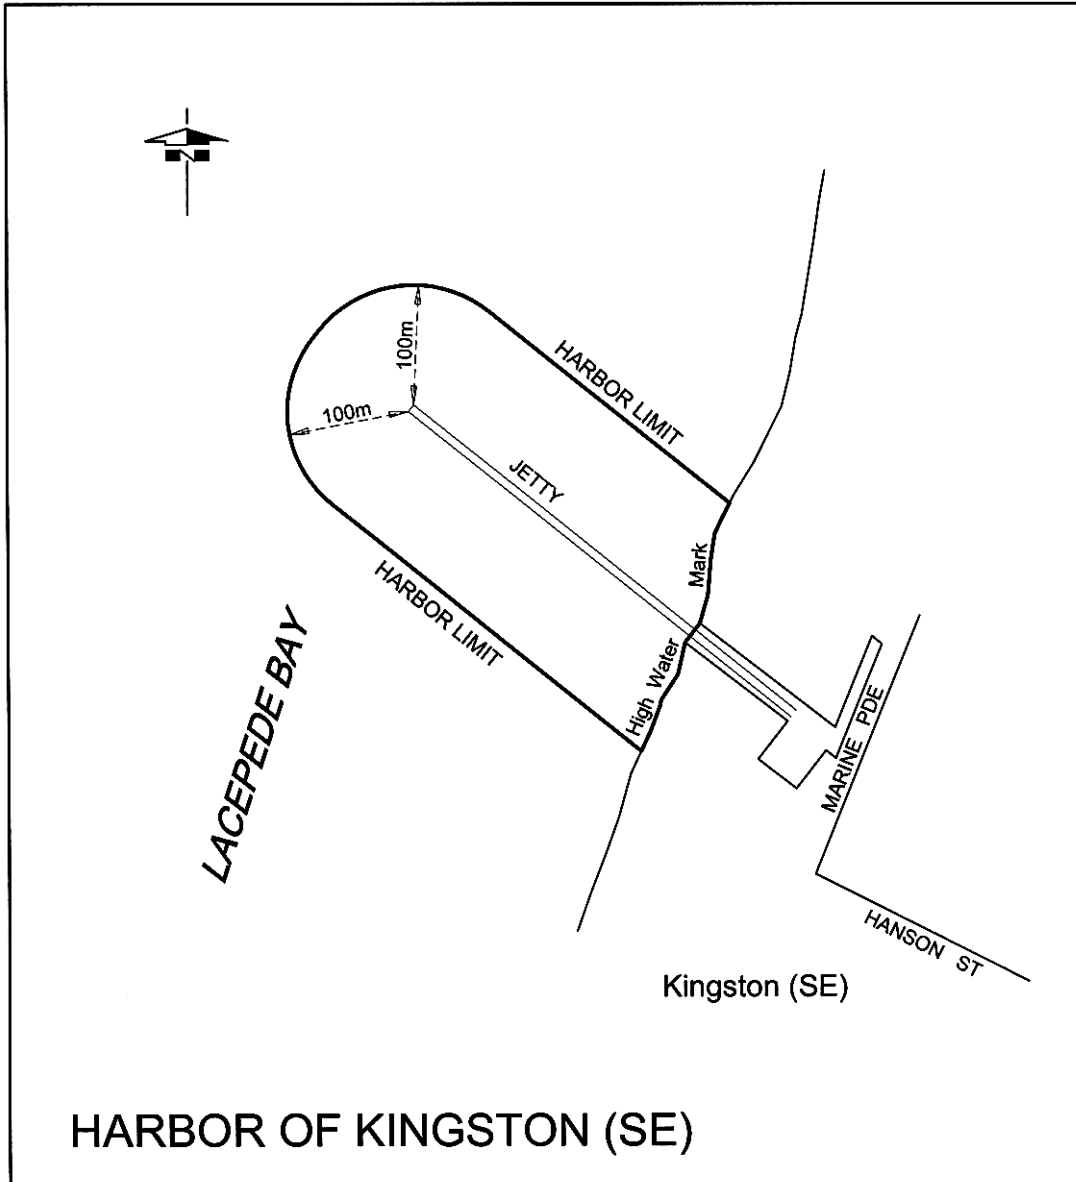 N
100m
100m
HARBOR LIMIT
JETTY
Mark
HARBOR LIMIT
High Water
LACEPEDE BAY
MARINE PDE
HANSON ST
Kingston (SE)
HARBOR OF KINGSTON (SE)